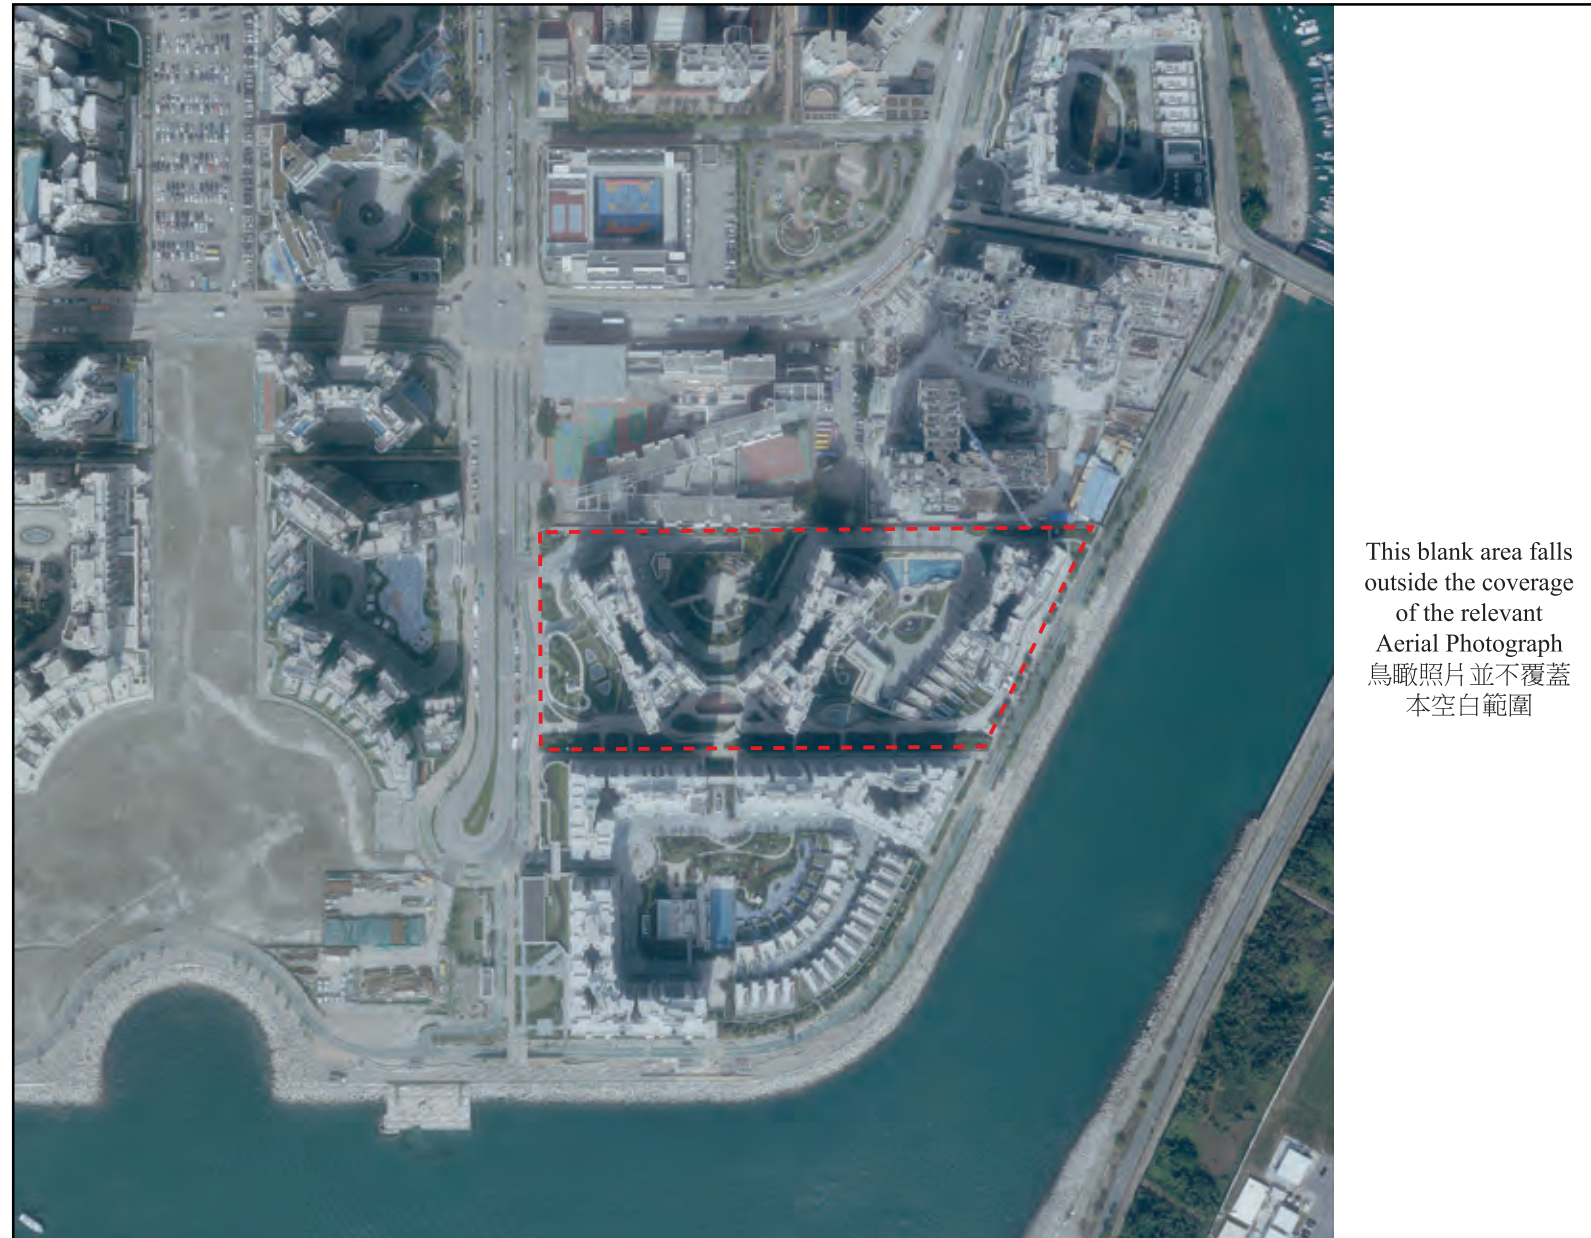 This blank area falls
outside the coverage
of the relevant
Aerial Photograph
鳥瞰照片並不覆蓋
本空白範圍